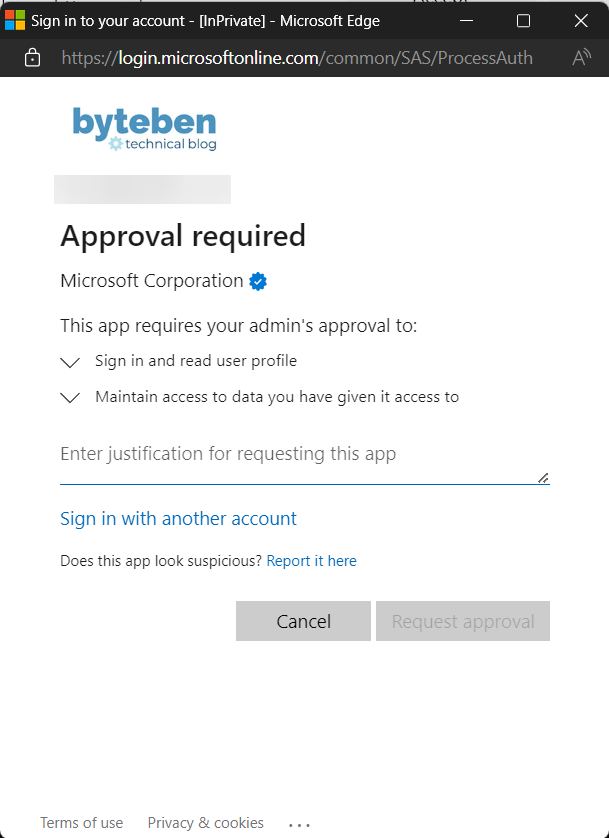 Sign in to your account - [InPrivate] - Microsoft Edge
https://login.microsoftonline.com/common/SAS/ProcessAuth
byteben
technical blog
Approval required
Microsoft Corporation
This app requires your admin's approval to:
Sign in and read user profile
Maintain access to data you have given it access to
Enter justification for requesting this app
Sign in with another account
Does this app look suspicious? Report it here
Cancel Request approval
Terms of use Privacy & cookies ...